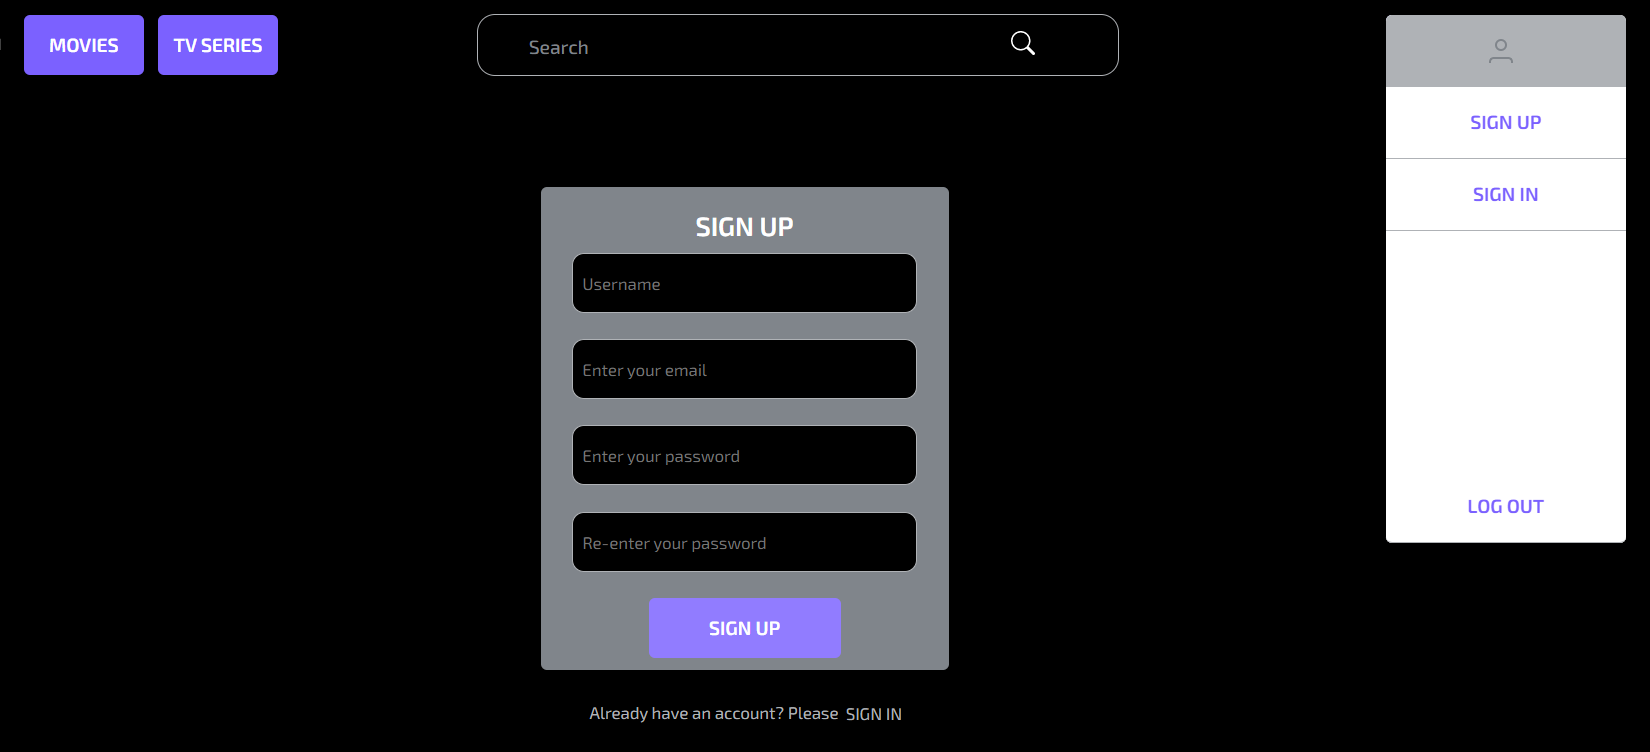 MOVIES
TV SERIES
Search
SIGN UP
SIGN IN
LOG OUT
SIGN UP
Username
Enter your email
Enter your password
Re-enter your password
SIGN UP
Already have an account? Please SIGN IN